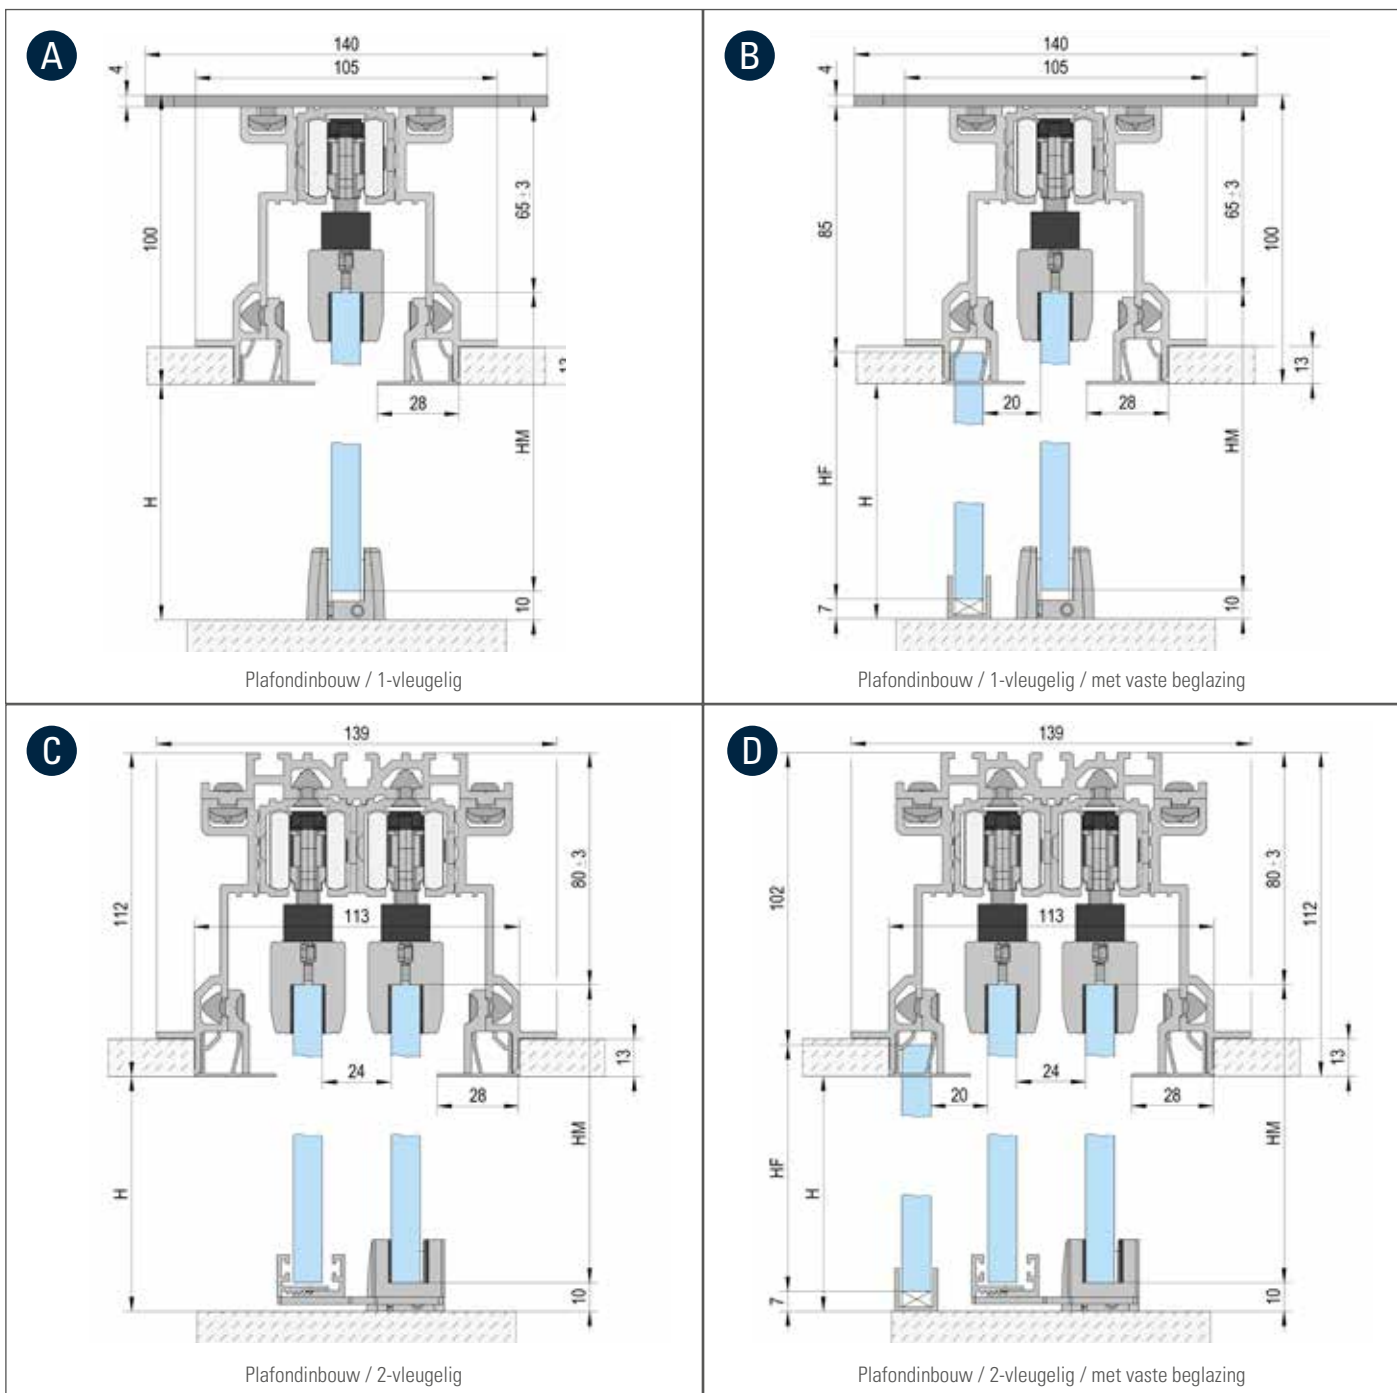 A
140
105
4
100
65 ÷ 3
13
28
HM
H
10
Plafondinbouw / 1-vleugelig
B
140
105
4
85
65 ÷ 3
100
13
20
28
HF
H
HM
7
10
Plafondinbouw / 1-vleugelig / met vaste beglazing
C
139
112
80 ÷ 3
113
13
24
28
HM
H
10
Plafondinbouw / 2-vleugelig
D
139
102
80 ÷ 3
112
113
13
20
24
28
HF
H
HM
7
10
Plafondinbouw / 2-vleugelig / met vaste beglazing